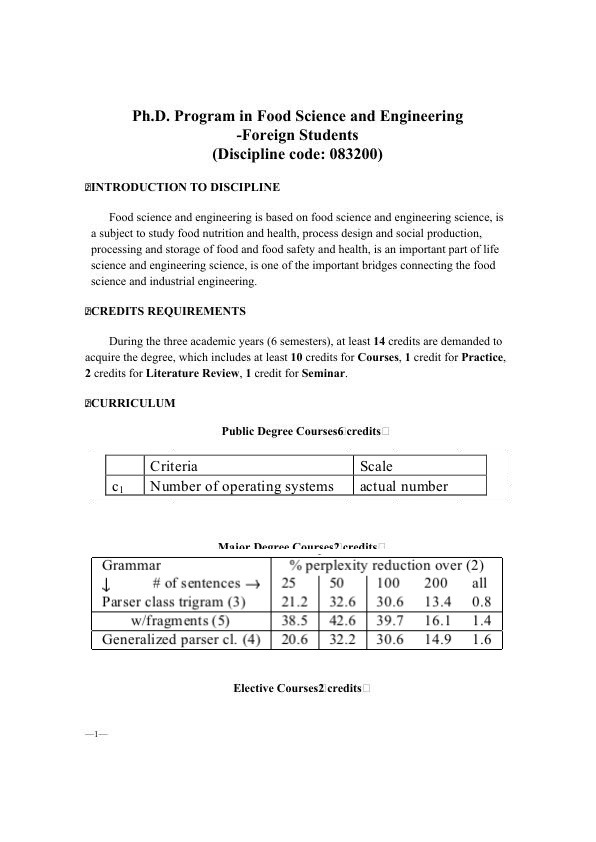 Ph.D. Program in Food Science and Engineering
-Foreign Students
(Discipline code: 083200)
INTRODUCTION TO DISCIPLINE
Food science and engineering is based on food science and engineering science, is
a subject to study food nutrition and health, process design and social production,
processing and storage of food and food safety and health, is an important part of life
science and engineering science, is one of the important bridges connecting the food
science and industrial engineering.
CREDITS REQUIREMENTS
During the three academic years (6 semesters), at least 14 credits are demanded to
acquire the degree, which includes at least 10 credits for Courses, 1 credit for Practice,
2 credits for Literature Review, 1 credit for Seminar.
CURRICULUM
Public Degree Courses6 credits
Criteria Scale
c₁ Number of operating systems actual number
Major Degree Courses2 credits
Grammar % perplexity reduction over (2)
↓ # of sentences → 25 50 100 200 all
Parser class trigram (3) 21.2 32.6 30.6 13.4 0.8
w/fragments (5) 38.5 42.6 39.7 16.1 1.4
Generalized parser cl. (4) 20.6 32.2 30.6 14.9 1.6
Elective Courses2 credits
—1—